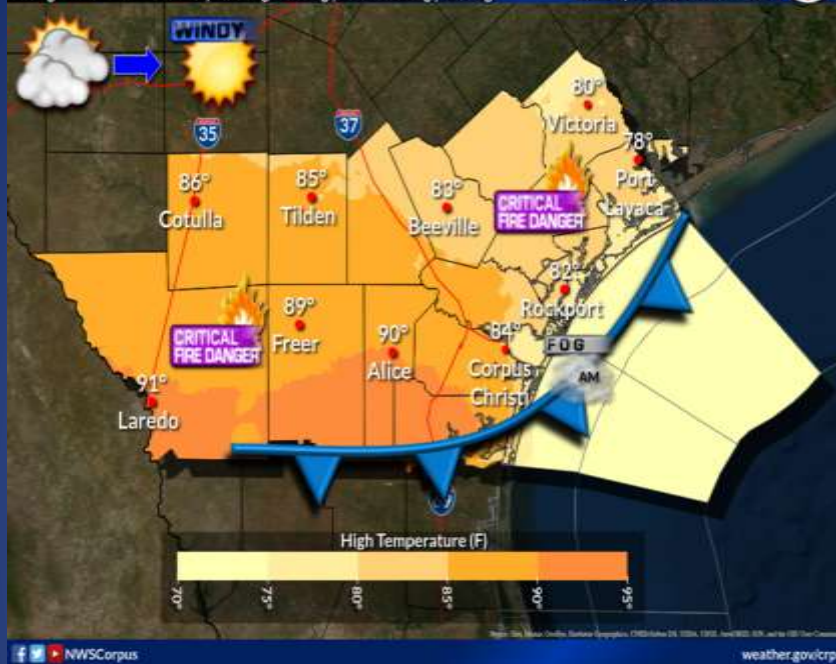 WINDY
35
37
80°
Victoria
78°
Port
Lavaca
86°
Cotulla
85°
Tilden
83°
Beeville
CRITICAL
FIRE DANGER
82°
Rockport
89°
Freer
CRITICAL
FIRE DANGER
90°
Alice
84°
Corpus
Christi
FOG
AM
91°
Laredo
High Temperature (F)
70°
75°
80°
85°
90°
95°
NWSCorpus
weather.gov/crp